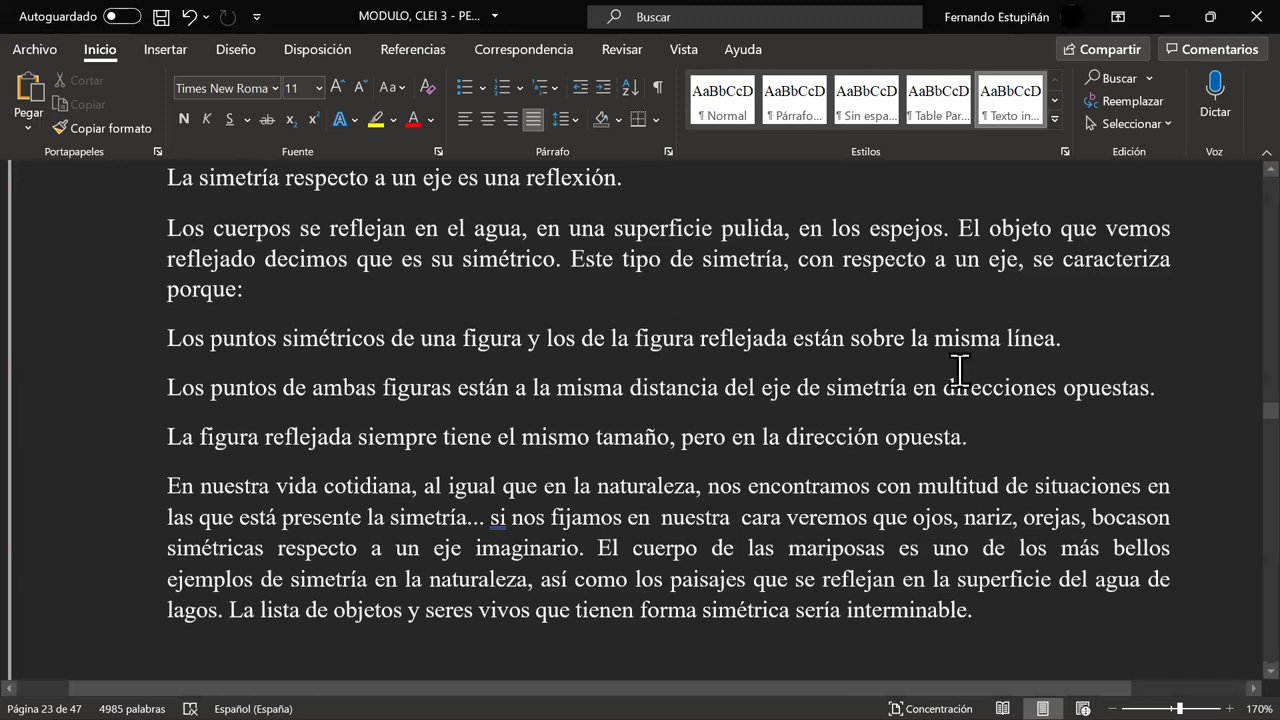 Autoguardado MODULO, CLEI 3 - PE... Buscar Fernando Estupiñán
Archivo Inicio Insertar Diseño Disposición Referencias Correspondencia Revisar Vista Ayuda Compartir Comentarios
Pegar Cortar Copiar Copiar formato
Times New Roma 11 Aa
N K S ab x₂ x² A A
AaBbCcD AaBbCcD AaBbCcD AaBbCcD AaBbCcD
¶ Normal ¶ Párrafo... ¶ Sin espa... ¶ Table Par... ¶ Texto in...
Buscar
Reemplazar
Seleccionar
Dictar
Portapapeles Fuente Párrafo Estilos Edición Voz
La simetría respecto a un eje es una reflexión.
Los cuerpos se reflejan en el agua, en una superficie pulida, en los espejos. El objeto que vemos
reflejado decimos que es su simétrico. Este tipo de simetría, con respecto a un eje, se caracteriza
porque:
Los puntos simétricos de una figura y los de la figura reflejada están sobre la misma línea.
Los puntos de ambas figuras están a la misma distancia del eje de simetría en direcciones opuestas.
La figura reflejada siempre tiene el mismo tamaño, pero en la dirección opuesta.
En nuestra vida cotidiana, al igual que en la naturaleza, nos encontramos con multitud de situaciones en
las que está presente la simetría... si nos fijamos en nuestra cara veremos que ojos, nariz, orejas, bocason
simétricas respecto a un eje imaginario. El cuerpo de las mariposas es uno de los más bellos
ejemplos de simetría en la naturaleza, así como los paisajes que se reflejan en la superficie del agua de
lagos. La lista de objetos y seres vivos que tienen forma simétrica sería interminable.
Página 23 de 47 4985 palabras Español (España) Concentración 170%